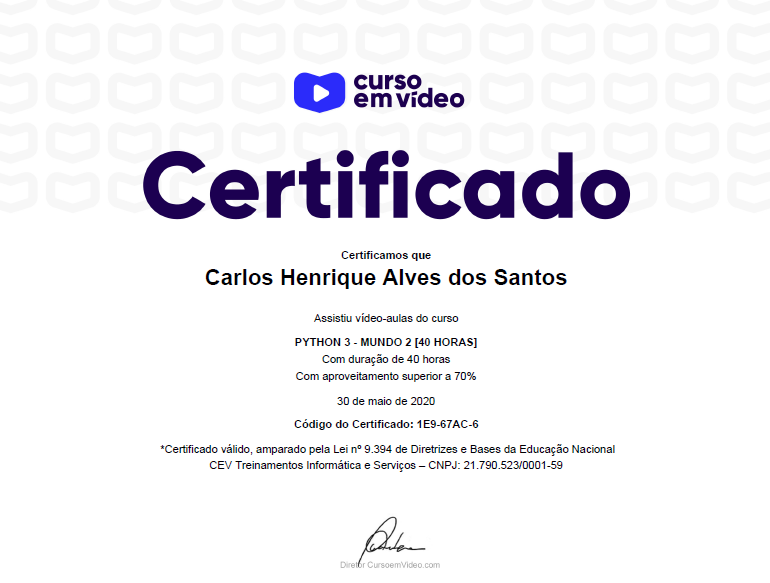 curso
em vídeo
Certificado
Certificamos que
Carlos Henrique Alves dos Santos
Assistiu vídeo-aulas do curso
PYTHON 3 - MUNDO 2 [40 HORAS]
Com duração de 40 horas
Com aproveitamento superior a 70%
30 de maio de 2020
Código do Certificado: 1E9-67AC-6
*Certificado válido, amparado pela Lei nº 9.394 de Diretrizes e Bases da Educação Nacional
CEV Treinamentos Informática e Serviços – CNPJ: 21.790.523/0001-59
Diretor CursoemVideo.com